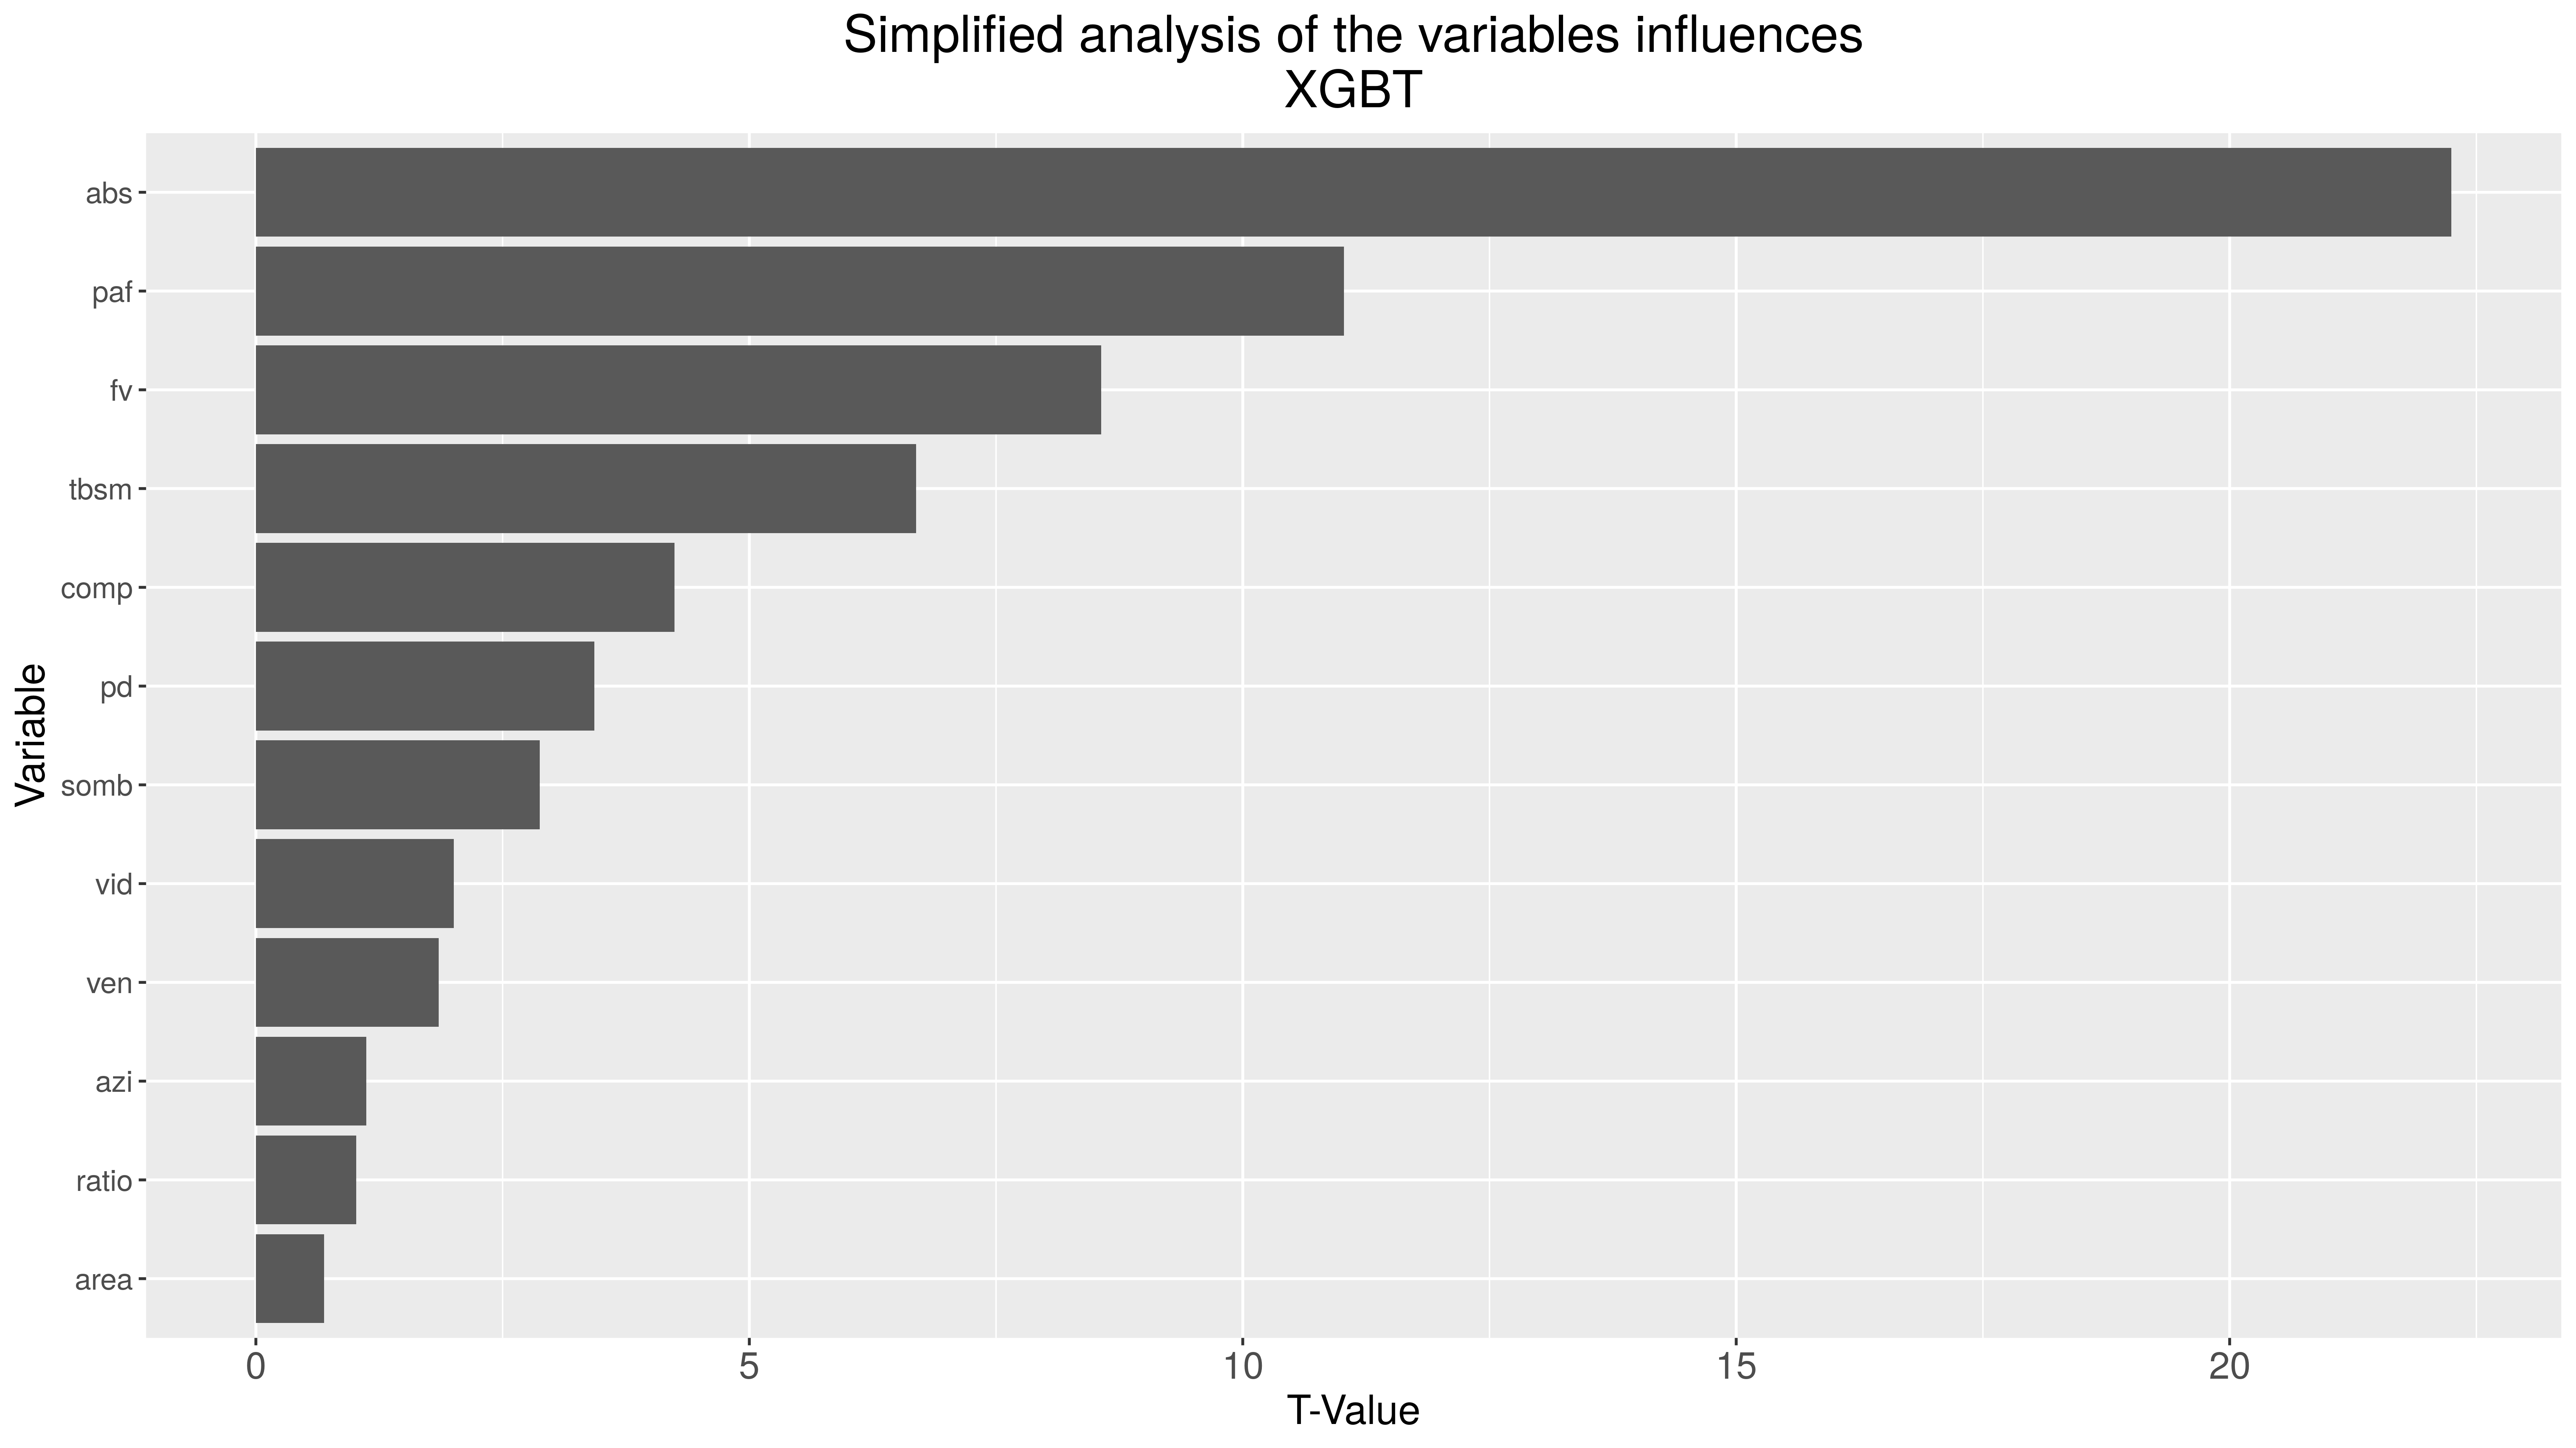 Simplified analysis of the variables influences
XGBT
Variable
abs
paf
fv
tbsm
comp
pd
somb
vid
ven
azi
ratio
area
0 5 10 15 20
T-Value